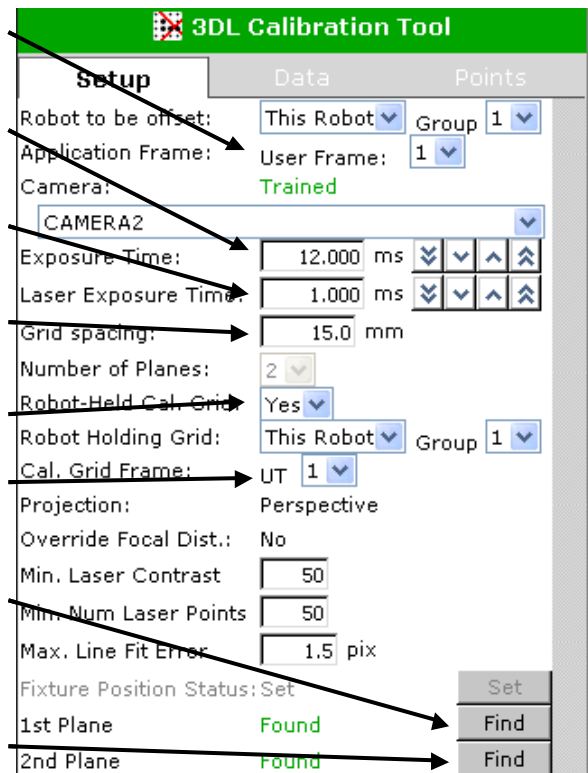 3DL Calibration Tool
Setup Data Points
Robot to be offset: This Robot Group 1
Application Frame: User Frame: 1
Camera: Trained
CAMERA2
Exposure Time: 12.000 ms
Laser Exposure Time: 1.000 ms
Grid spacing: 15.0 mm
Number of Planes: 2
Robot-Held Cal. Grid: Yes
Robot Holding Grid: This Robot Group 1
Cal. Grid Frame: UT 1
Projection: Perspective
Override Focal Dist.: No
Min. Laser Contrast 50
Min. Num Laser Points 50
Max. Line Fit Error 1.5 pix
Fixture Position Status: Set Set
1st Plane Found Find
2nd Plane Found Find